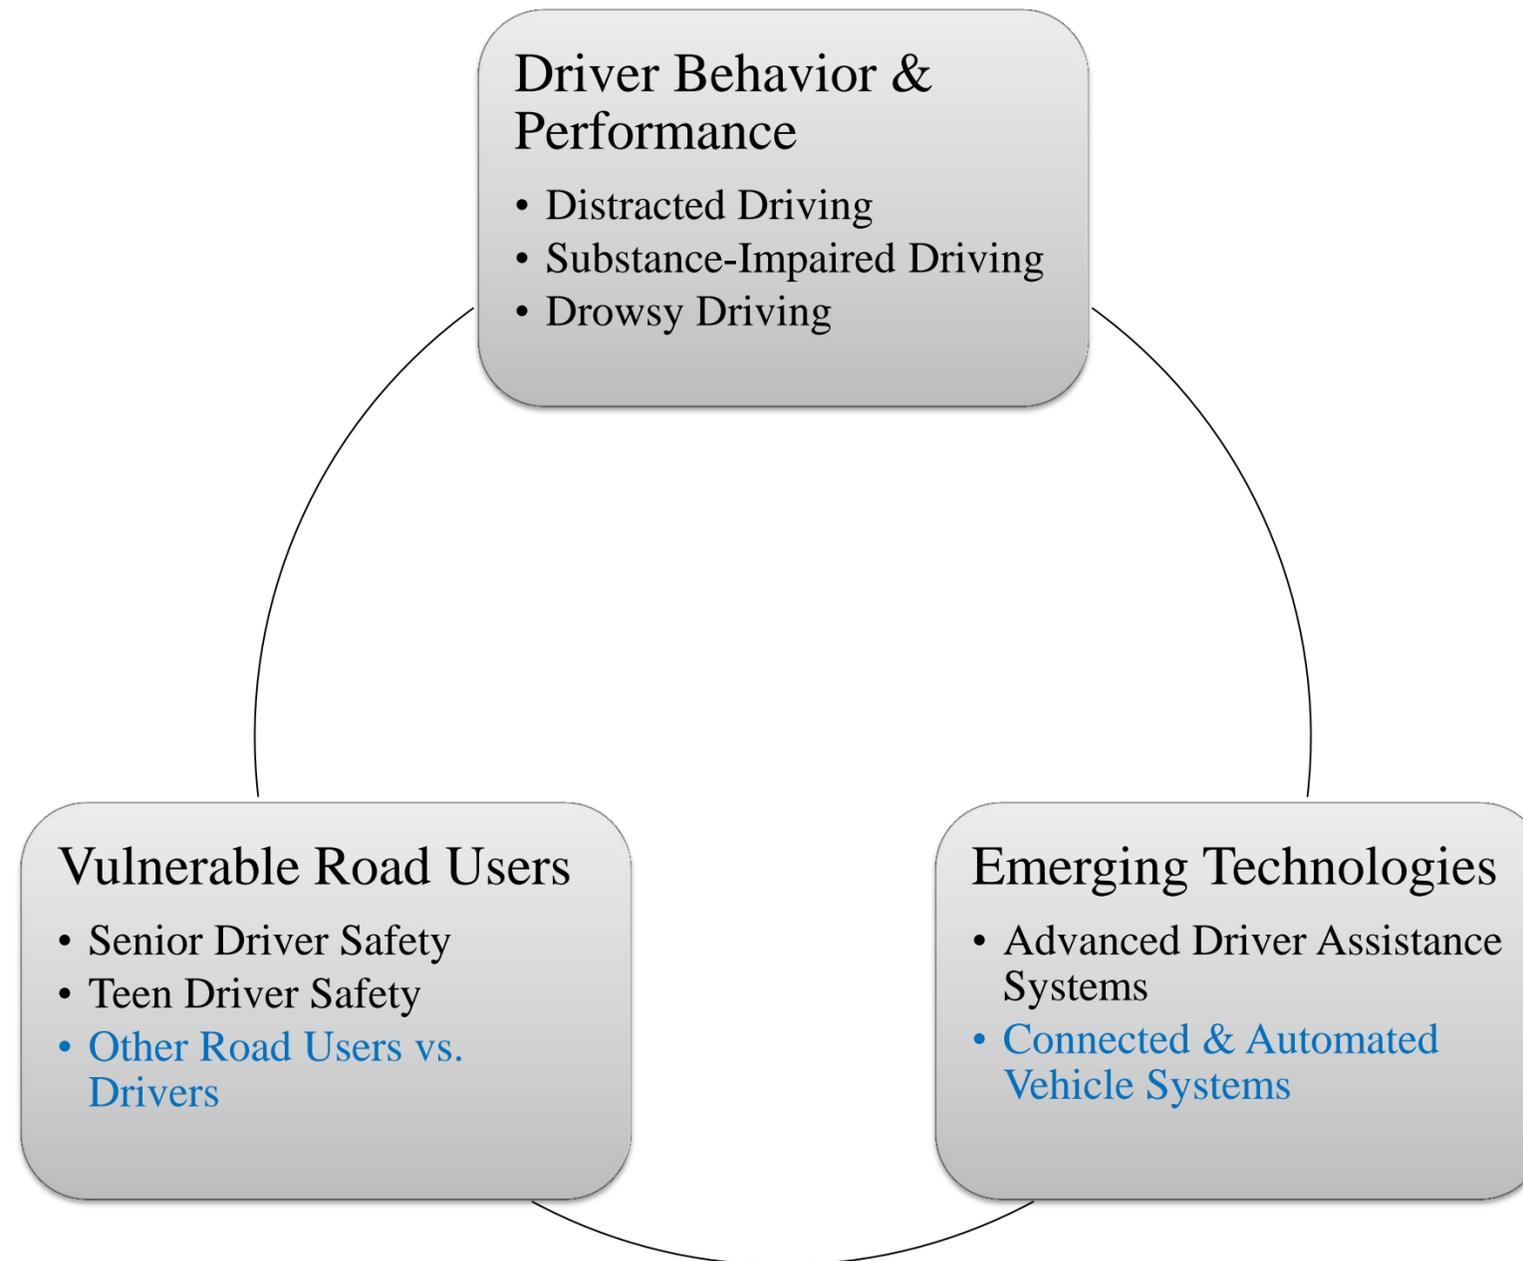 Driver Behavior &
Performance
• Distracted Driving
• Substance-Impaired Driving
• Drowsy Driving
Vulnerable Road Users
• Senior Driver Safety
• Teen Driver Safety
• Other Road Users vs.
Drivers
Emerging Technologies
• Advanced Driver Assistance
Systems
• Connected & Automated
Vehicle Systems